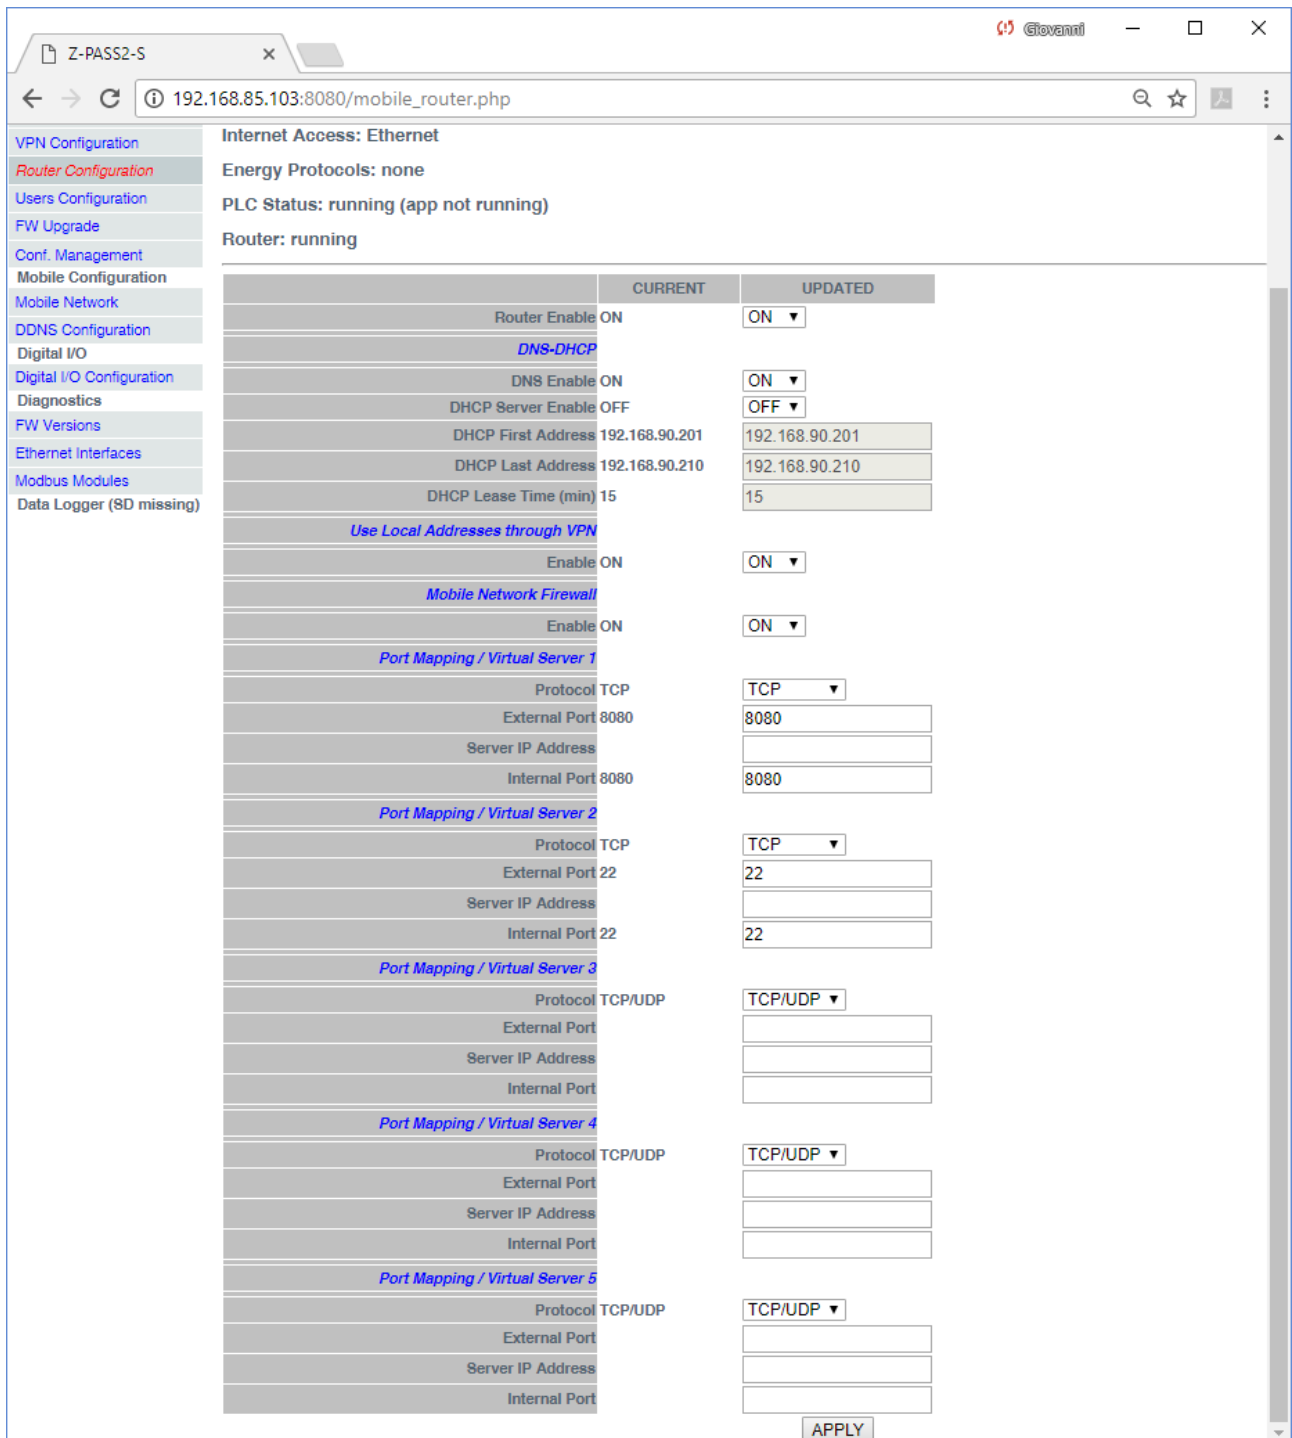 Giovanni
Z-PASS2-S
192.168.85.103:8080/mobile_router.php
VPN Configuration
Router Configuration
Users Configuration
FW Upgrade
Conf. Management
Mobile Configuration
Mobile Network
DDNS Configuration
Digital I/O
Digital I/O Configuration
Diagnostics
FW Versions
Ethernet Interfaces
Modbus Modules
Data Logger (SD missing)
Internet Access: Ethernet
Energy Protocols: none
PLC Status: running (app not running)
Router: running
CURRENT UPDATED
Router Enable ON ON
DNS-DHCP
DNS Enable ON ON
DHCP Server Enable OFF OFF
DHCP First Address 192.168.90.201 192.168.90.201
DHCP Last Address 192.168.90.210 192.168.90.210
DHCP Lease Time (min) 15 15
Use Local Addresses through VPN
Enable ON ON
Mobile Network Firewall
Enable ON ON
Port Mapping / Virtual Server 1
Protocol TCP TCP
External Port 8080 8080
Server IP Address
Internal Port 8080 8080
Port Mapping / Virtual Server 2
Protocol TCP TCP
External Port 22 22
Server IP Address
Internal Port 22 22
Port Mapping / Virtual Server 3
Protocol TCP/UDP TCP/UDP
External Port
Server IP Address
Internal Port
Port Mapping / Virtual Server 4
Protocol TCP/UDP TCP/UDP
External Port
Server IP Address
Internal Port
Port Mapping / Virtual Server 5
Protocol TCP/UDP TCP/UDP
External Port
Server IP Address
Internal Port
APPLY